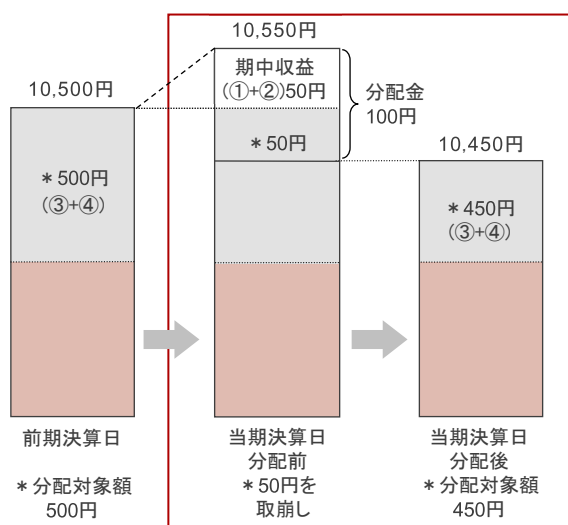 10,500円
＊500円
(③+④)
前期決算日
＊分配対象額
500円
10,550円
期中収益
(①+②)50円
＊50円
分配金
100円
当期決算日
分配前
＊50円を
取崩し
10,450円
＊450円
(③+④)
当期決算日
分配後
＊分配対象額
450円